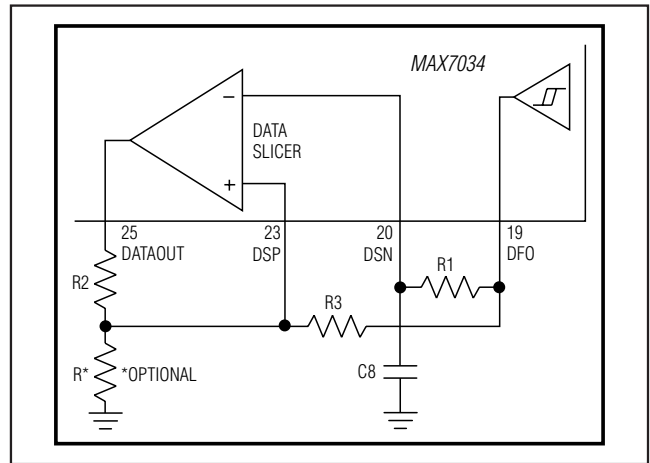 MAX7034
DATA
SLICER
–
+
25
DATAOUT
23
DSP
20
DSN
19
DFO
R1
R2
R3
R*
*OPTIONAL
C8